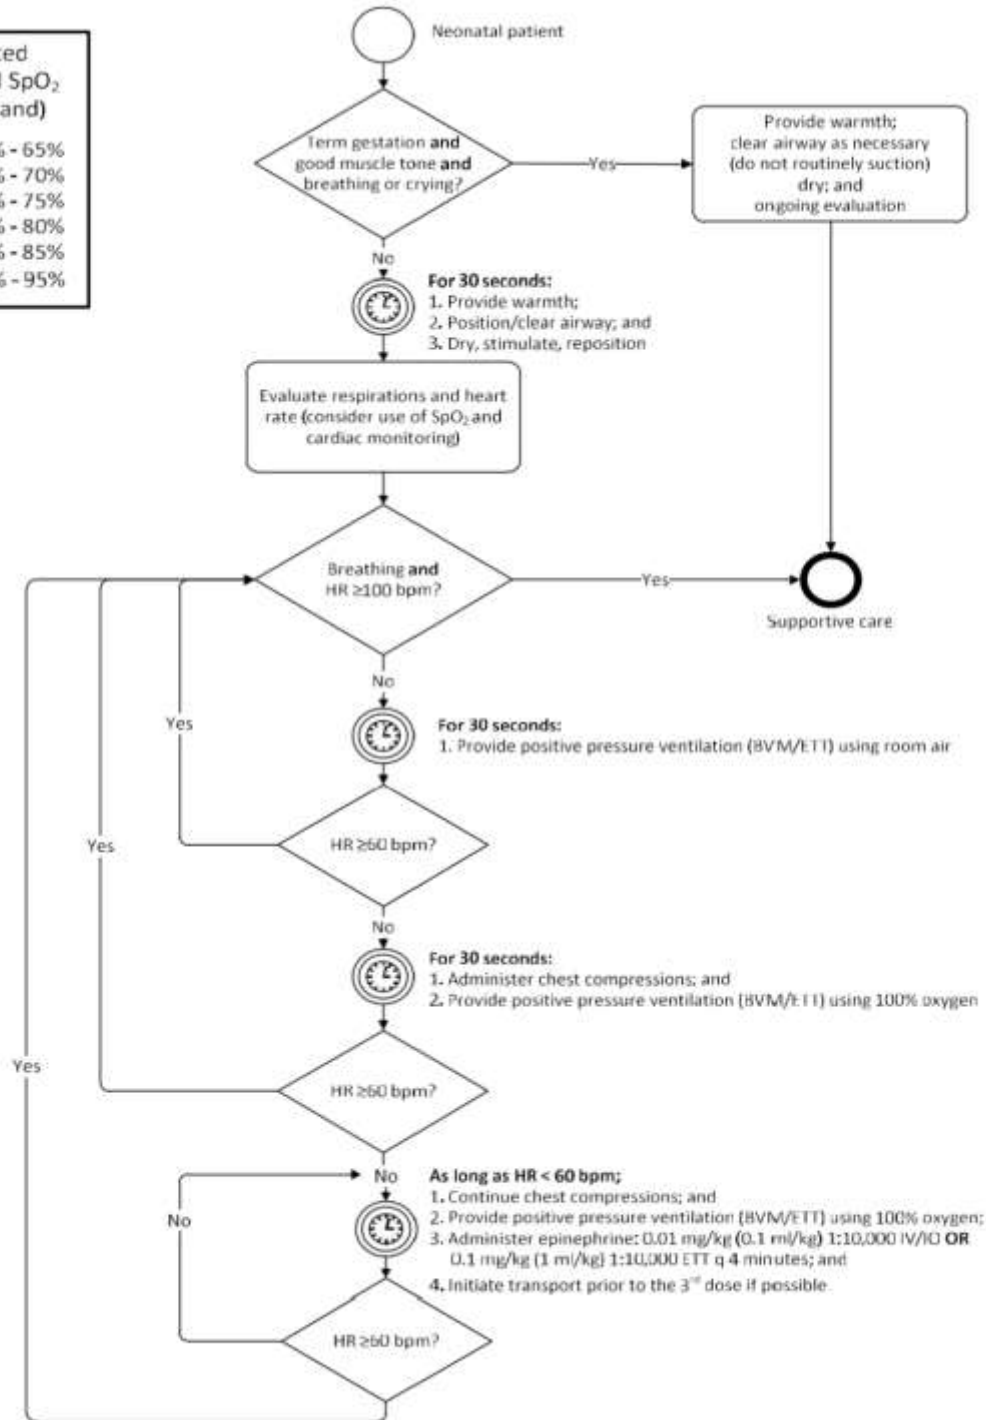 Neonatal patient
SpO₂
and)
- 65%
- 70%
- 75%
- 80%
- 85%
- 95%
Term gestation and
good muscle tone and
breathing or crying?
Yes
Provide warmth;
clear airway as necessary
(do not routinely suction)
dry; and
ongoing evaluation
No
For 30 seconds:
1. Provide warmth;
2. Position/clear airway; and
3. Dry, stimulate, reposition
Evaluate respirations and heart
rate (consider use of SpO₂ and
cardiac monitoring)
Breathing and
HR ≥100 bpm?
Yes
Supportive care
No
For 30 seconds:
1. Provide positive pressure ventilation (BVM/ETT) using room air
Yes
HR ≥60 bpm?
Yes
No
For 30 seconds:
1. Administer chest compressions; and
2. Provide positive pressure ventilation (BVM/ETT) using 100% oxygen
Yes
HR ≥60 bpm?
No
As long as HR < 60 bpm;
1. Continue chest compressions; and
2. Provide positive pressure ventilation (BVM/ETT) using 100% oxygen;
3. Administer epinephrine: 0.01 mg/kg (0.1 ml/kg) 1:10,000 IV/IO OR
0.1 mg/kg (1 ml/kg) 1:10,000 ETT q 4 minutes; and
4. Initiate transport prior to the 3rd dose if possible
No
HR ≥60 bpm?